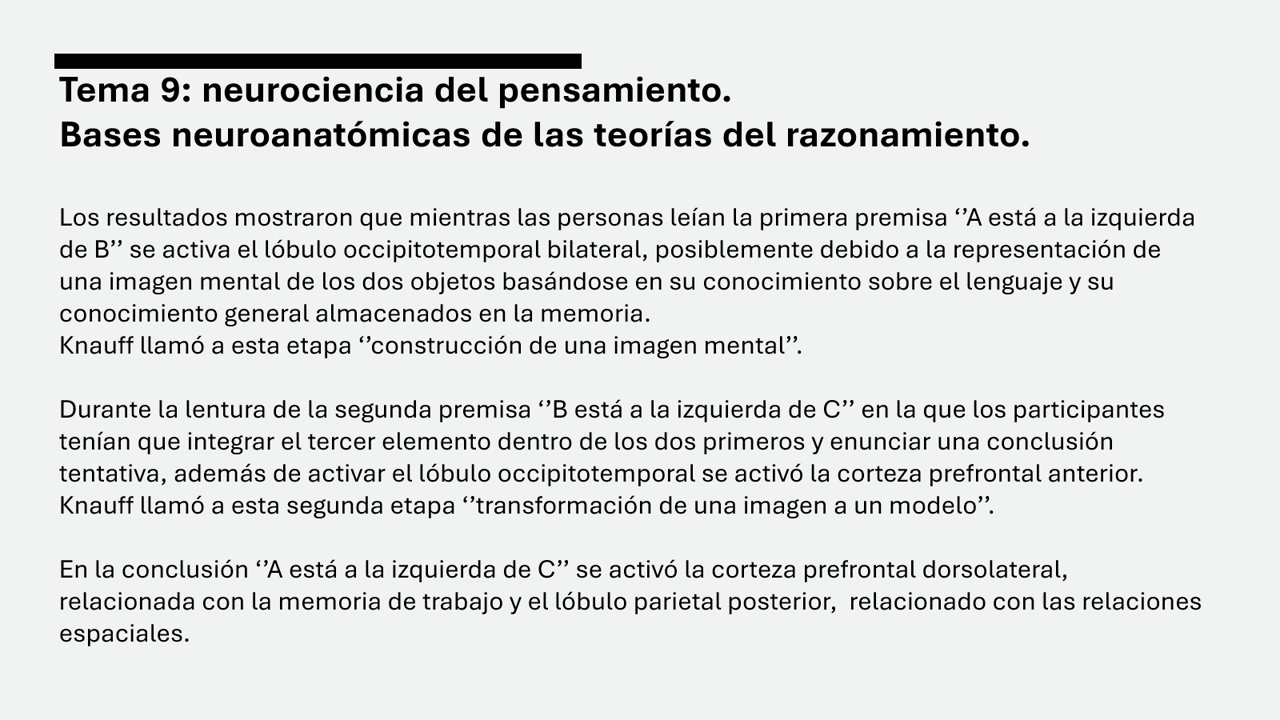 Tema 9: neurociencia del pensamiento.
Bases neuroanatómicas de las teorías del razonamiento.
Los resultados mostraron que mientras las personas leían la primera premisa ‘’A está a la izquierda
de B’’ se activa el lóbulo occipitotemporal bilateral, posiblemente debido a la representación de
una imagen mental de los dos objetos basándose en su conocimiento sobre el lenguaje y su
conocimiento general almacenados en la memoria.
Knauff llamó a esta etapa ‘’construcción de una imagen mental’’.
Durante la lentura de la segunda premisa ‘’B está a la izquierda de C’’ en la que los participantes
tenían que integrar el tercer elemento dentro de los dos primeros y enunciar una conclusión
tentativa, además de activar el lóbulo occipitotemporal se activó la corteza prefrontal anterior.
Knauff llamó a esta segunda etapa ‘’transformación de una imagen a un modelo’’.
En la conclusión ‘’A está a la izquierda de C’’ se activó la corteza prefrontal dorsolateral,
relacionada con la memoria de trabajo y el lóbulo parietal posterior,  relacionado con las relaciones
espaciales.